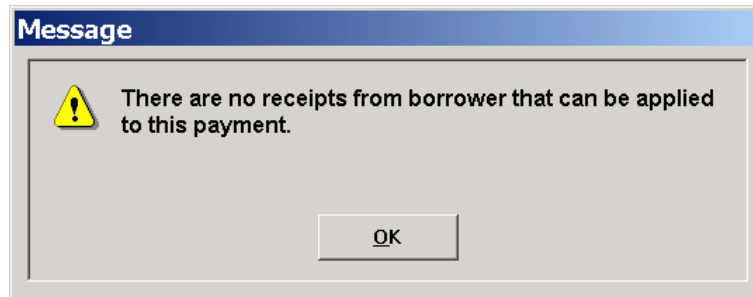 Message
There are no receipts from borrower that can be applied
to this payment.
OK